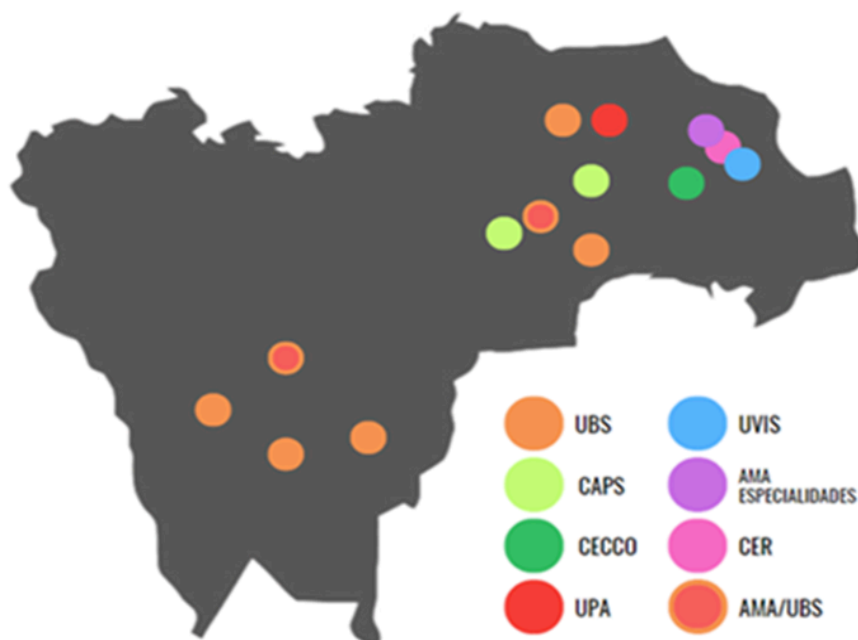 UBS
UVIS
CAPS
AMA
ESPECIALIDADES
CECCO
CER
UPA
AMA/UBS